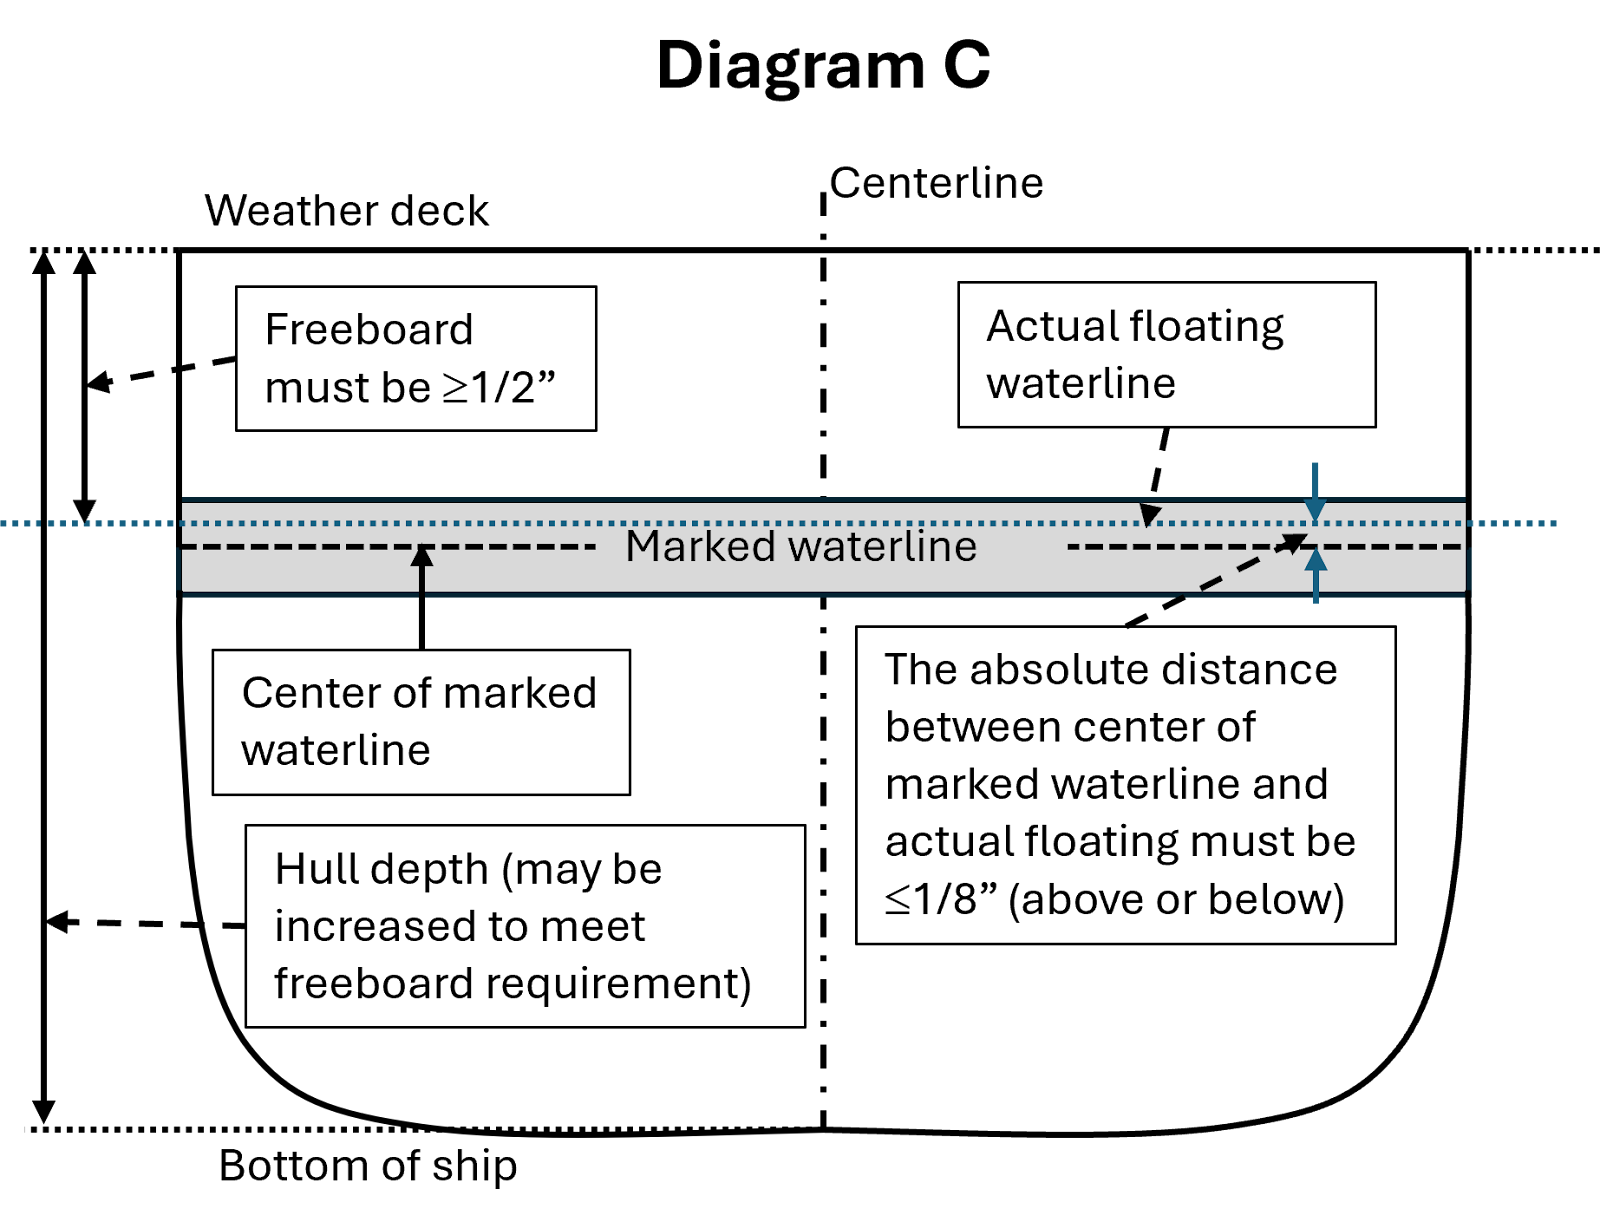 Diagram C
Centerline
Weather deck
Freeboard
must be ≥1/2”
Actual floating
waterline
Marked waterline
Center of marked
waterline
The absolute distance
between center of
marked waterline and
actual floating must be
≤1/8” (above or below)
Hull depth (may be
increased to meet
freeboard requirement)
Bottom of ship